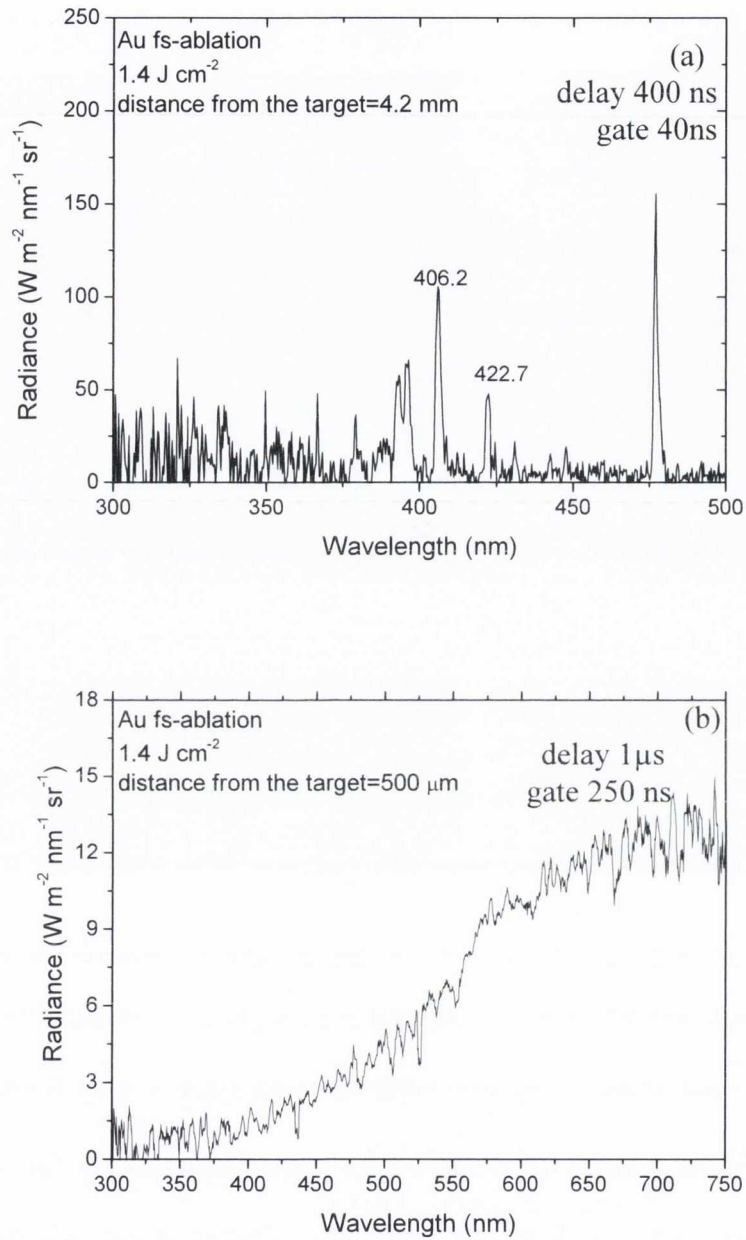 250
200
150
100
50
0
300
350
400
450
500
Au fs-ablation
1.4 J cm⁻²
distance from the target=4.2 mm
(a)
delay 400 ns
gate 40ns
406.2
422.7
Radiance (W m⁻² nm⁻¹ sr⁻¹)
Wavelength (nm)
18
15
12
9
6
3
0
300 350 400 450 500 550 600 650 700 750
Au fs-ablation
1.4 J cm⁻²
distance from the target=500 μm
(b)
delay 1μs
gate 250 ns
Radiance (W m⁻² nm⁻¹ sr⁻¹)
Wavelength (nm)